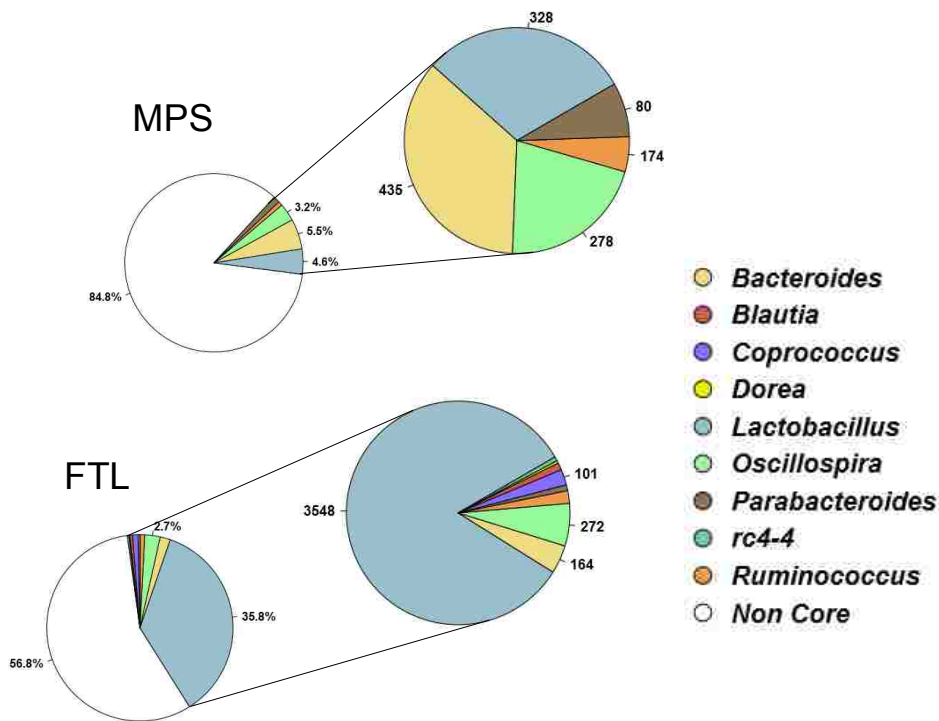 328
MPS
80
174
435
3.2%
5.5%
278
4.6%
84.8%
Bacteroides
Blautia
Coprococcus
Dorea
Lactobacillus
Oscillospira
Parabacteroides
rc4-4
Ruminococcus
Non Core
FTL
101
3548
2.7%
272
164
35.8%
56.8%